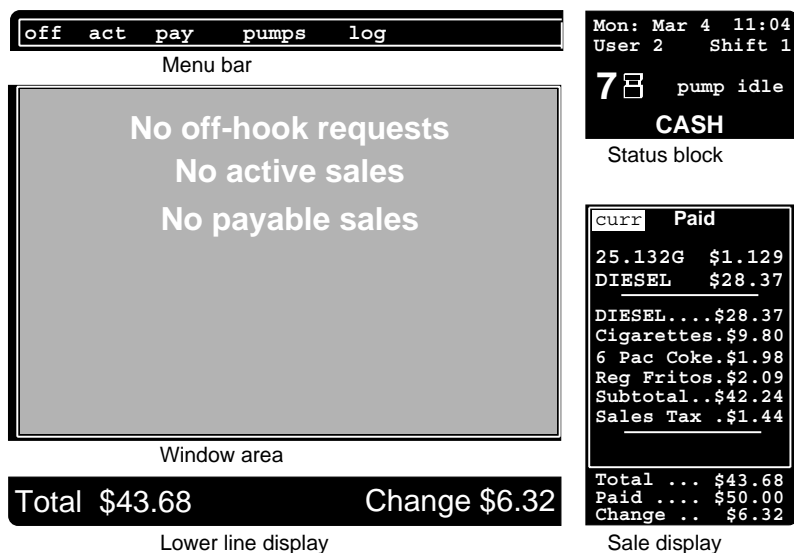 off act pay pumps log
Menu bar
No off-hook requests
No active sales
No payable sales
Window area
Total $43.68 Change $6.32
Lower line display
Mon: Mar 4 11:04
User 2 Shift 1
7 pump idle
CASH
Status block
curr Paid
25.132G $1.129
DIESEL $28.37
DIESEL....$28.37
Cigarettes.$9.80
6 Pac Coke.$1.98
Reg Fritos.$2.09
Subtotal..$42.24
Sales Tax .$1.44
Total ... $43.68
Paid .... $50.00
Change .. $6.32
Sale display